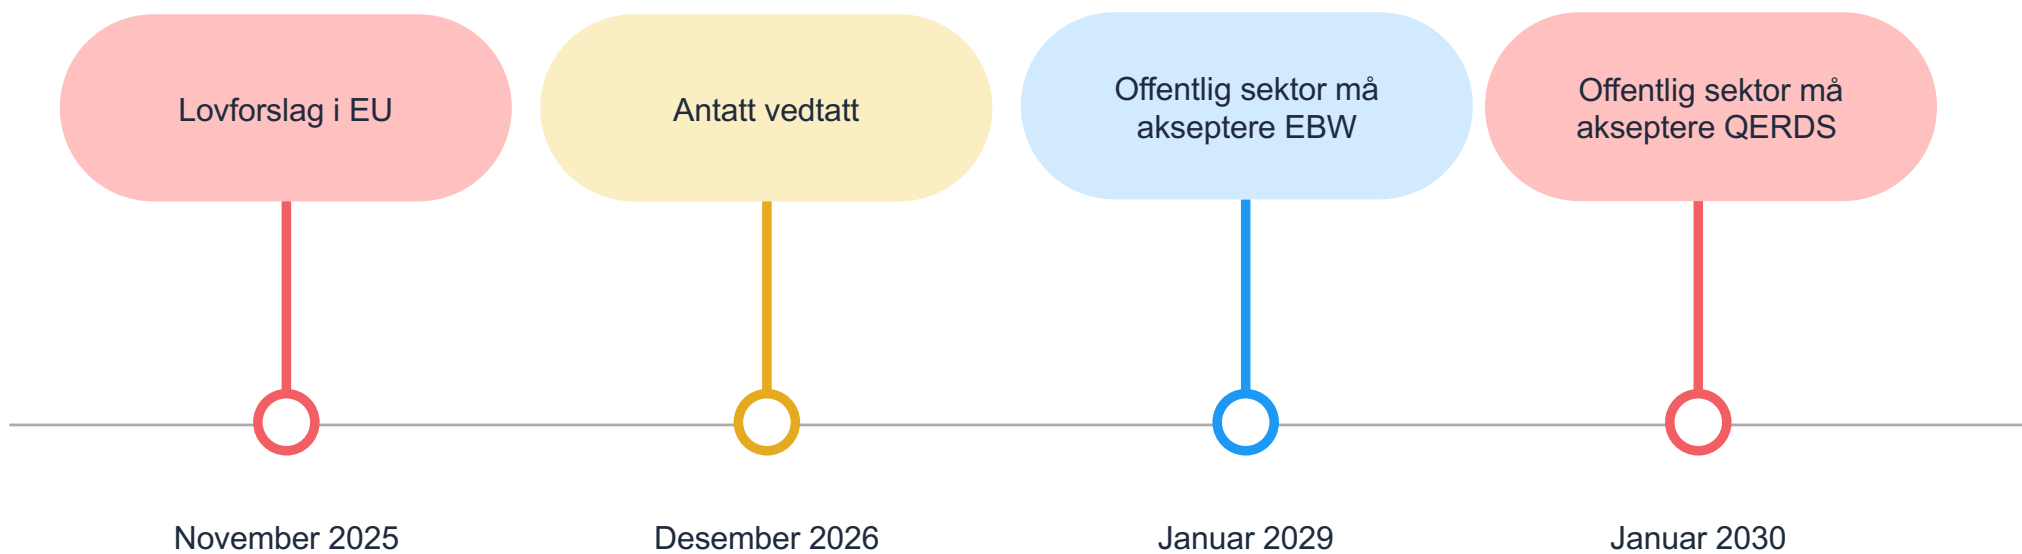 Lovforslag i EU
Antatt vedtatt
Offentlig sektor må
akseptere EBW
Offentlig sektor må
akseptere QERDS
November 2025
Desember 2026
Januar 2029
Januar 2030